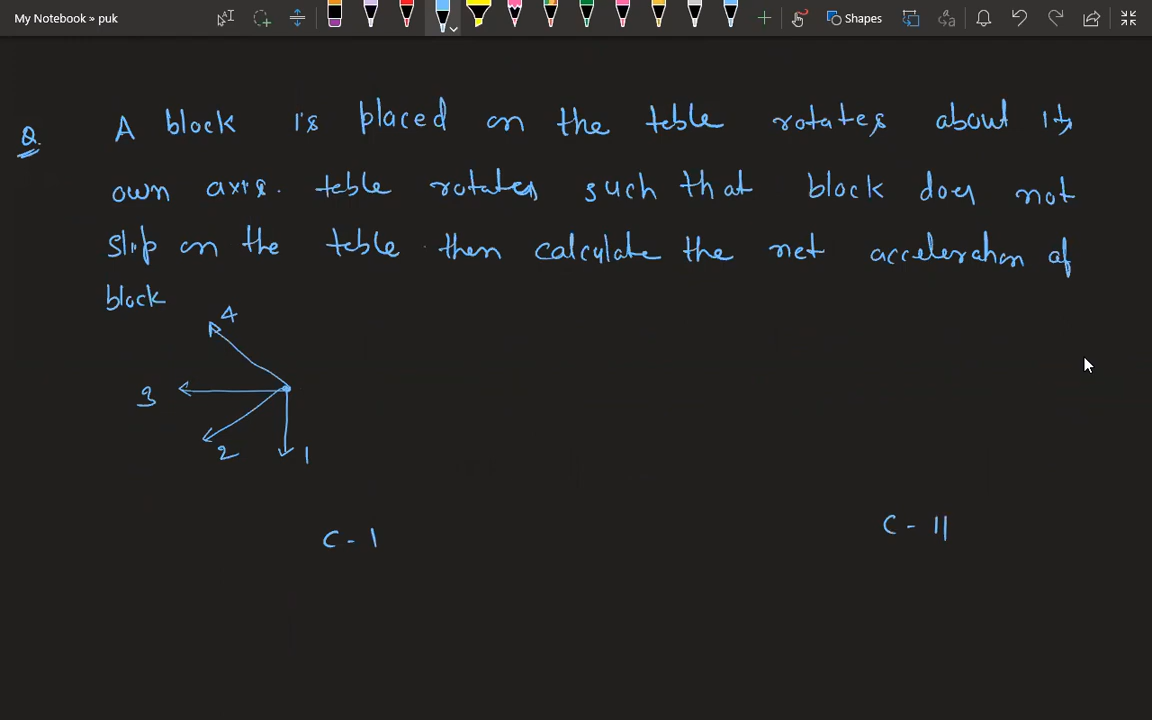 My Notebook » puk
Shapes
Q. A block is placed on the table rotates about its
own axis. table rotates such that block does not
slip on the table then calculate the net acceleration of
block
4
3
2
1
C - I
C - II